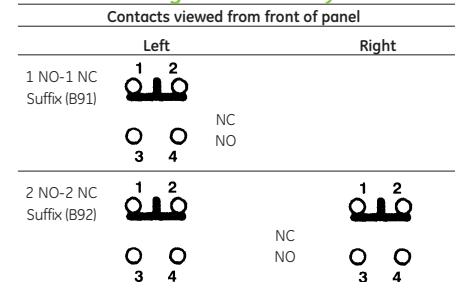 Contacts viewed from front of panel
Left Right
1 NO-1 NC
Suffix (B91)
1 2
NC
NO
3 4
2 NO-2 NC
Suffix (B92)
1 2 1 2
NC
NO
3 4 3 4